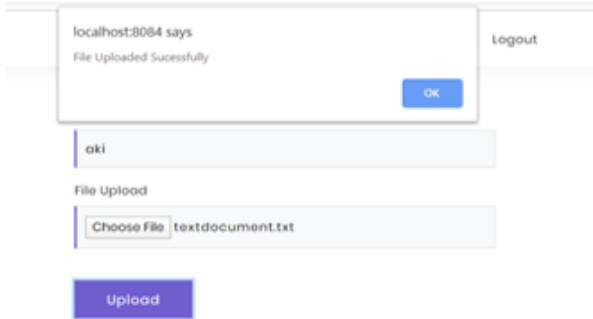 localhost:8084 says
Logout
File Uploaded Sucessfully
OK
aki
File Upload
Choose File textdocument.txt
Upload